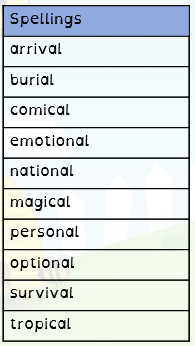 Spellings
arrival
burial
comical
emotional
national
magical
personal
optional
survival
tropical